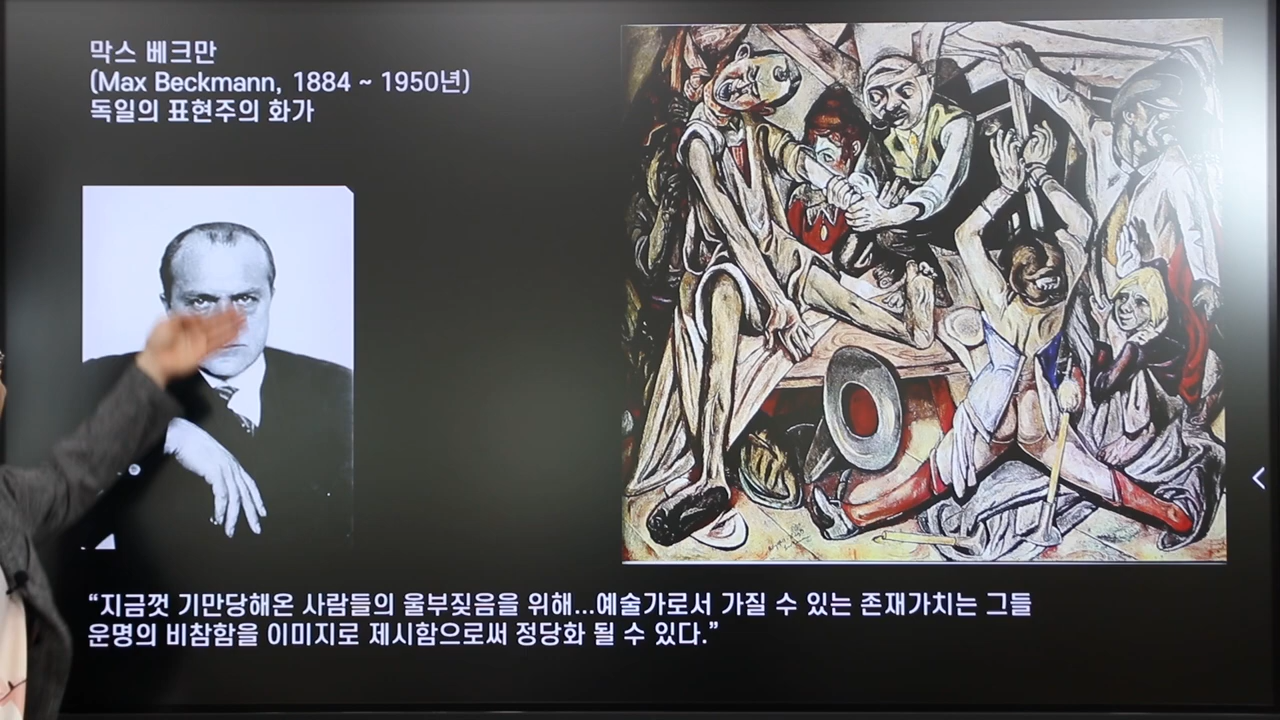 막스 베크만
(Max Beckmann, 1884 ~ 1950년)
독일의 표현주의 화가
“지금껏 기만당해온 사람들의 울부짖음을 위해...예술가로서 가질 수 있는 존재가치는 그들
운명의 비참함을 이미지로 제시함으로써 정당화 될 수 있다.”